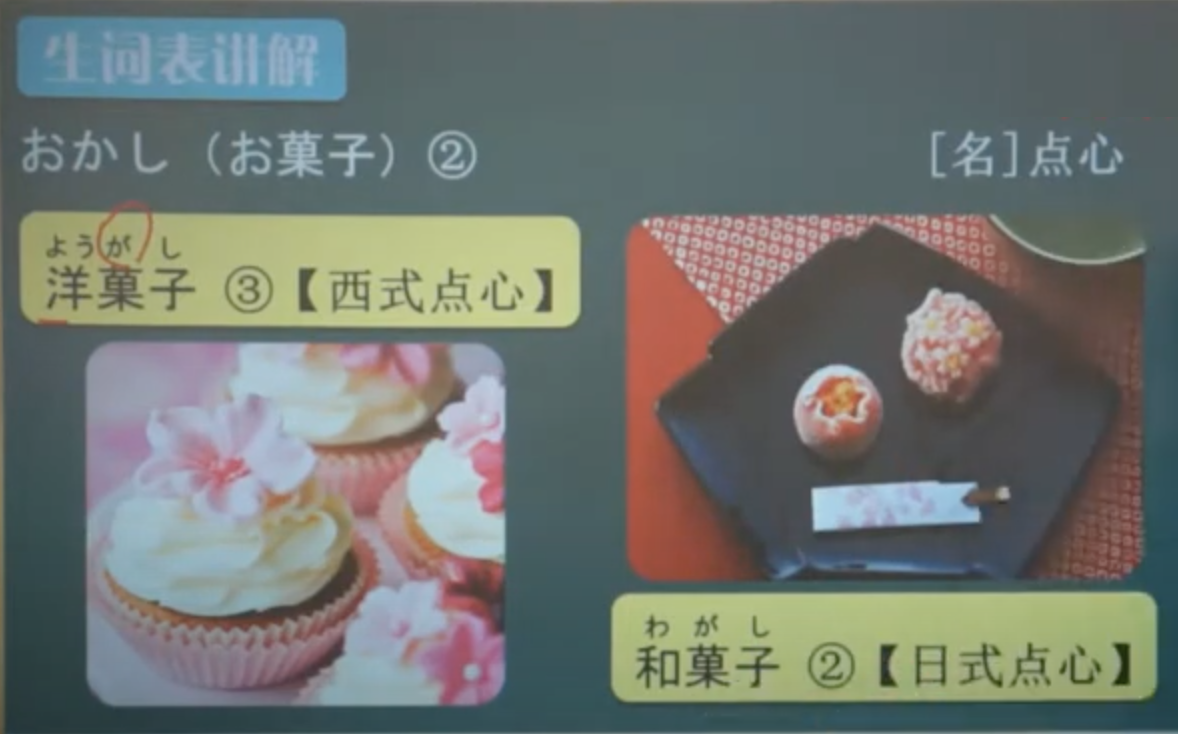 生词表讲解
おかし（お菓子）②
[名]点心
ようがし
洋菓子 ③【西式点心】
わがし
和菓子 ②【日式点心】